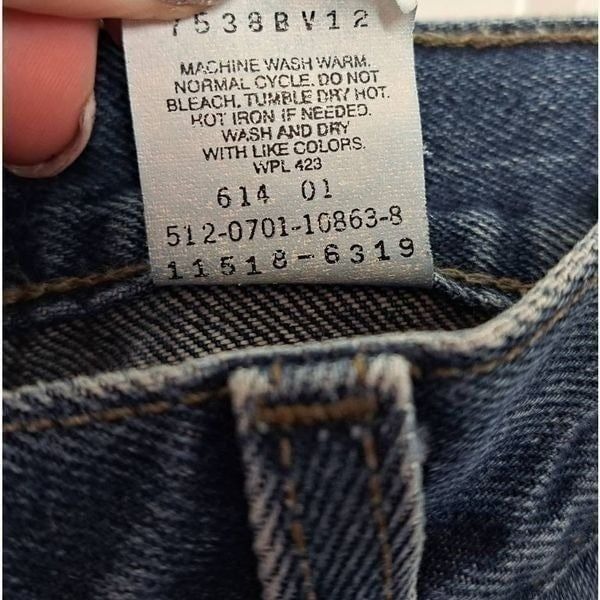 7538BV12
MACHINE WASH WARM.
NORMAL CYCLE. DO NOT
BLEACH. TUMBLE DRY HOT.
HOT IRON IF NEEDED.
WASH AND DRY
WITH LIKE COLORS.
WPL 423
614 01
512-0701-10863-8
11518-6319